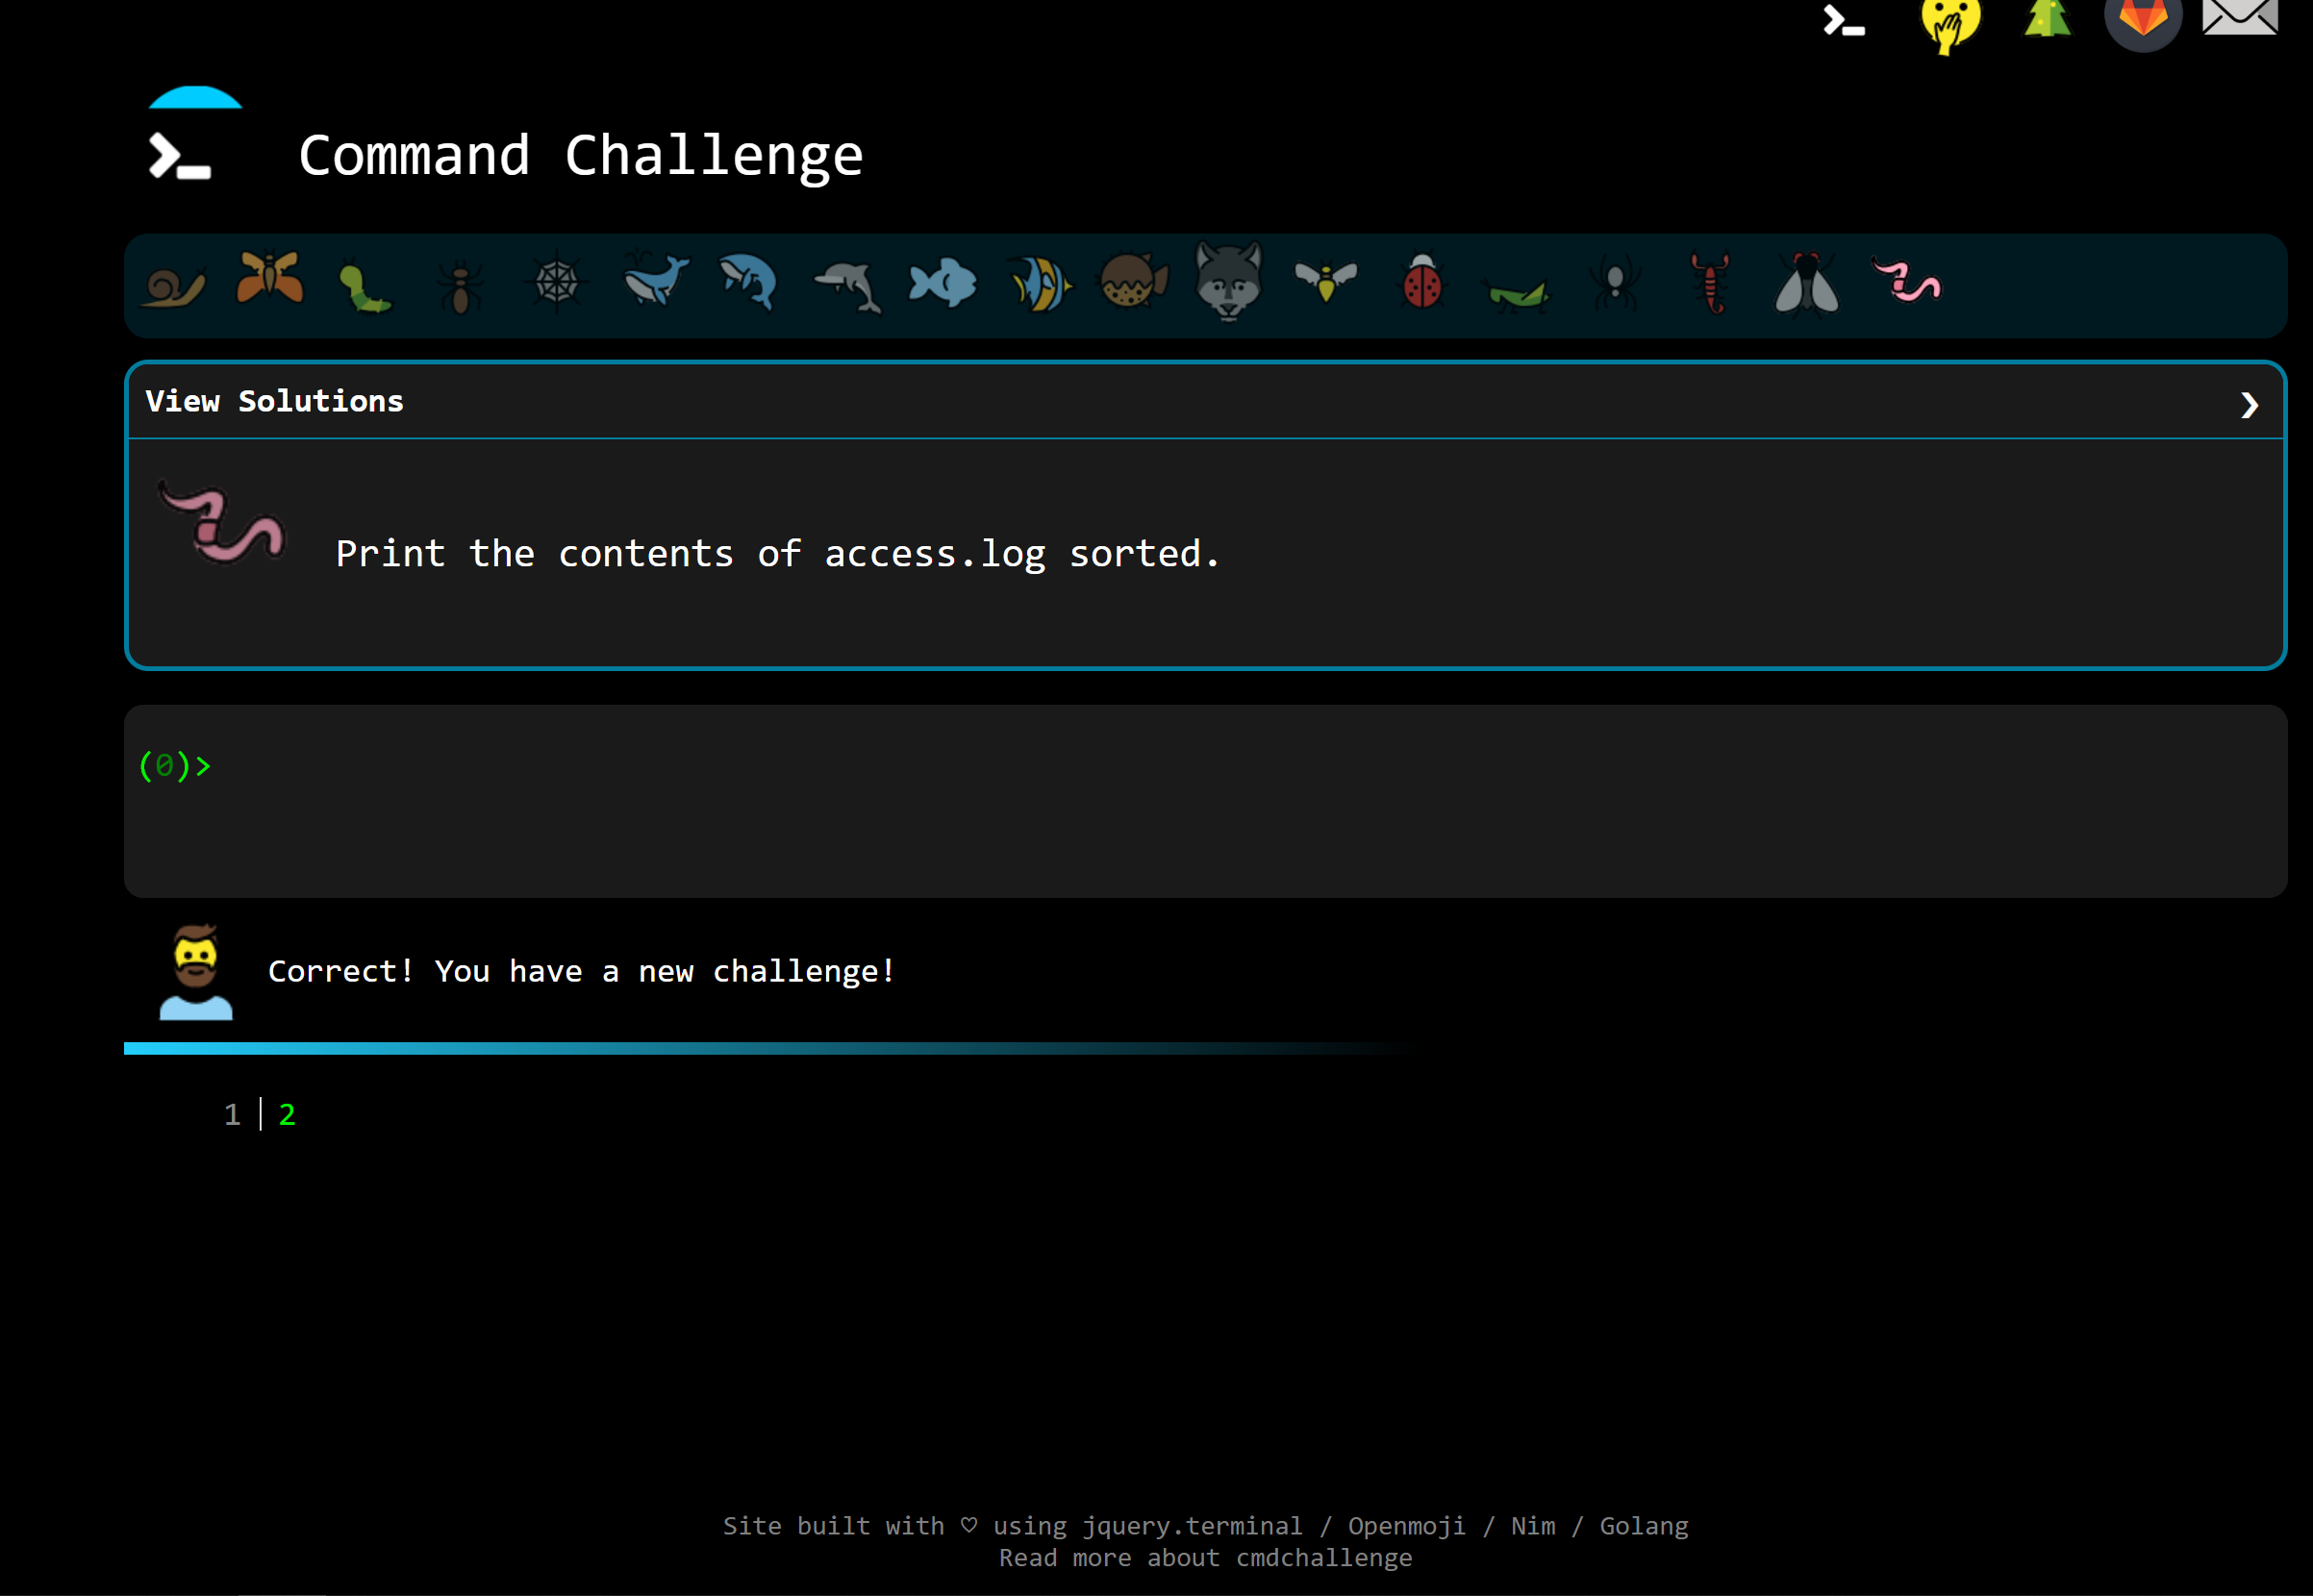 Command Challenge
View Solutions
Print the contents of access.log sorted.
(0)>
Correct! You have a new challenge!
1 | 2
Site built with ♡ using jquery.terminal / Openmoji / Nim / Golang
Read more about cmdchallenge